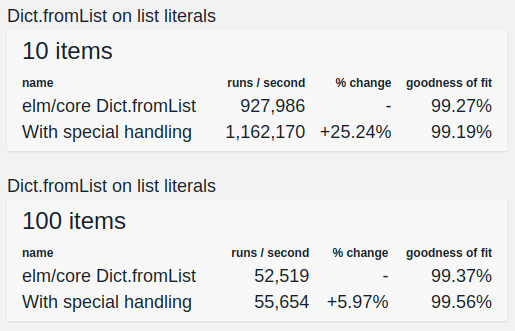 Dict.fromList on list literals
10 items
name runs / second % change goodness of fit
elm/core Dict.fromList 927,986 - 99.27%
With special handling 1,162,170 +25.24% 99.19%
Dict.fromList on list literals
100 items
name runs / second % change goodness of fit
elm/core Dict.fromList 52,519 - 99.37%
With special handling 55,654 +5.97% 99.56%